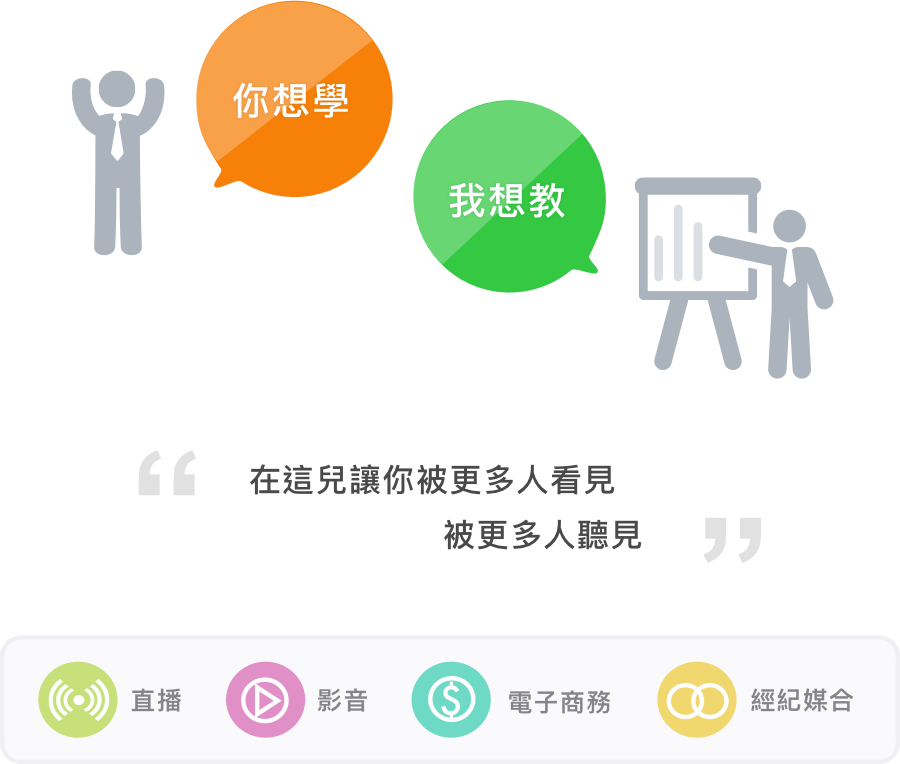 你想學
我想教
在這兒讓你被更多人看見
被更多人聽見
直播
影音
電子商務
經紀媒合